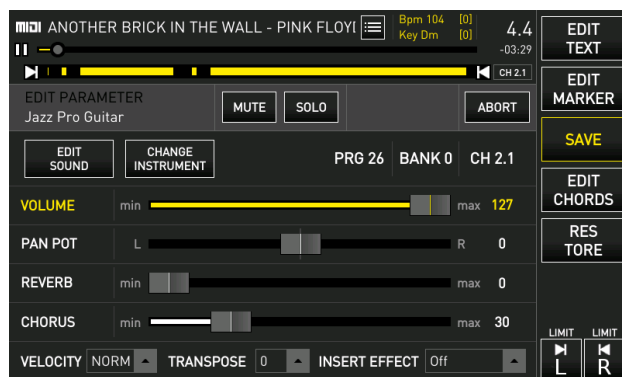 MIDI ANOTHER BRICK IN THE WALL - PINK FLOY
Bpm 104 [0]
Key Dm [0]
4.4
-03:29
CH 2.1
EDIT PARAMETER
Jazz Pro Guitar
MUTE
SOLO
ABORT
EDIT
SOUND
CHANGE
INSTRUMENT
PRG 26 BANK 0 CH 2.1
VOLUME min max 127
PAN POT L R 0
REVERB min max 0
CHORUS min max 30
VELOCITY NORM TRANSPOSE 0 INSERT EFFECT Off
EDIT
TEXT
EDIT
MARKER
SAVE
EDIT
CHORDS
RES
TORE
LIMIT LIMIT
L R